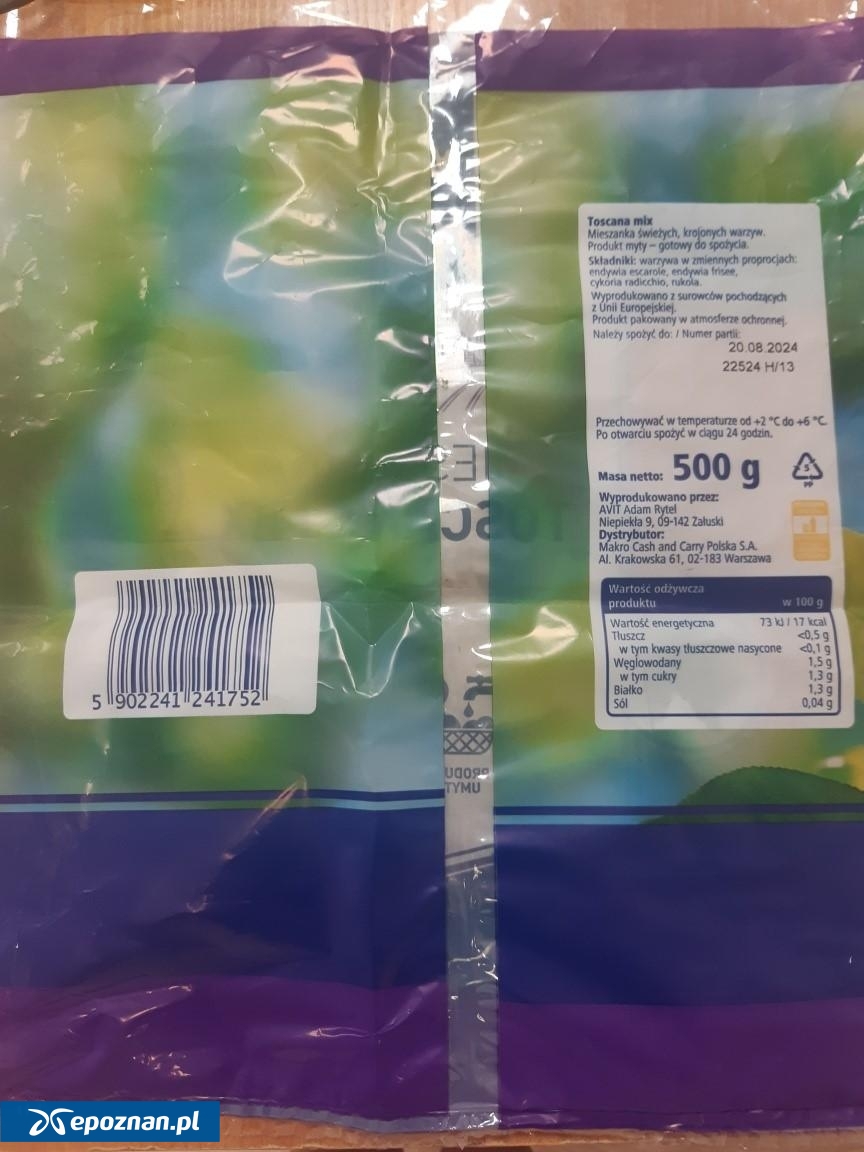 Toscana mix
Mieszanka świeżych, krojonych warzyw.
Produkt myty – gotowy do spożycia.
Składniki: warzywa w zmiennych proprocjach:
endywia escarole, endywia frisee,
cykoria radicchio, rukola.
Wyprodukowano z surowców pochodzących
z Unii Europejskiej.
Produkt pakowany w atmosferze ochronnej.
Należy spożyć do: / Numer partii:
20.08.2024
22524 H/13
Przechowywać w temperaturze od +2 °C do +6 °C.
Po otwarciu spożyć w ciągu 24 godzin.
Masa netto: 500 g
5
PP
Wyprodukowano przez:
AVIT Adam Rytel
Niepiekła 9, 09-142 Załuski
Dystrybutor:
Makro Cash and Carry Polska S.A.
Al. Krakowska 61, 02-183 Warszawa
Wartość odżywcza
produktu w 100 g
Wartość energetyczna 73 kJ / 17 kcal
Tłuszcz <0,5 g
w tym kwasy tłuszczowe nasycone <0,1 g
Węglowodany 1,5 g
w tym cukry 1,3 g
Białko 1,3 g
Sól 0,04 g
5 902241 241752
PRODU
UMYT
epoznan.pl